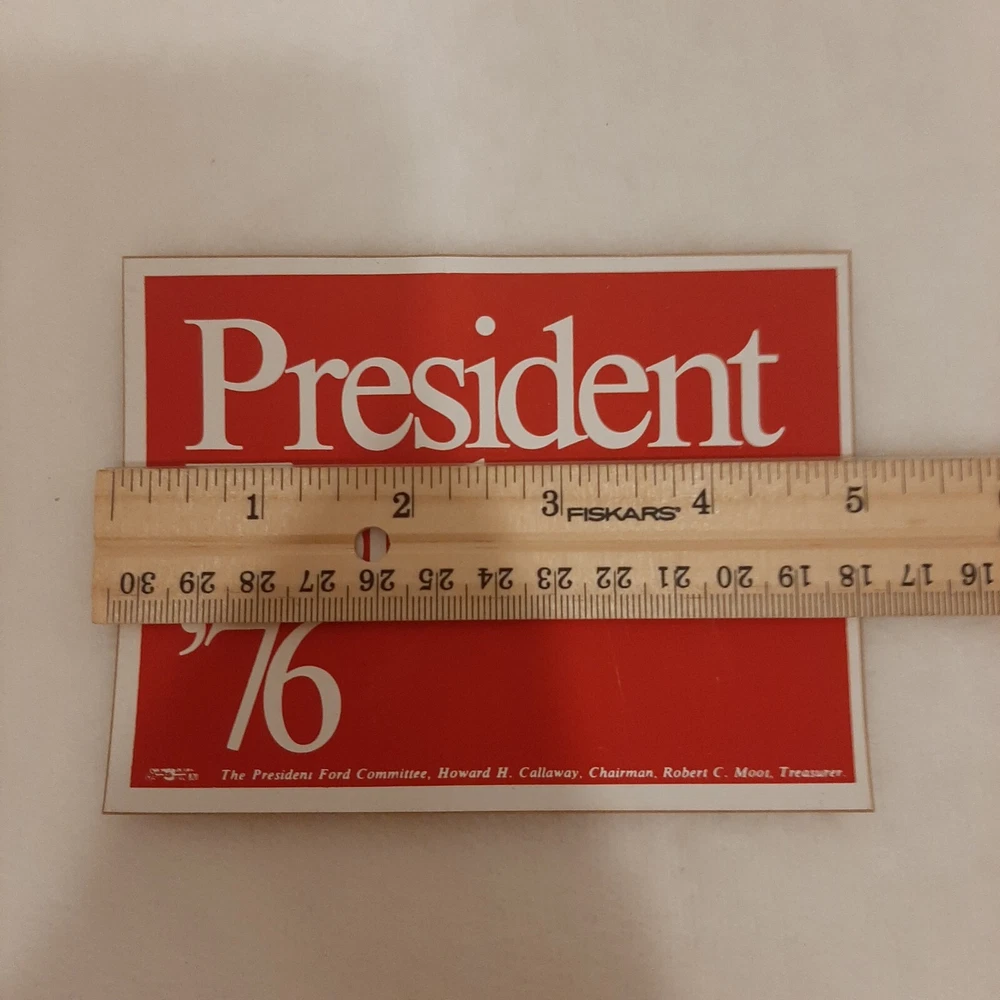 President
1 2 3 FISKARS® 4 5
30 29 28 27 26 25 24 23 22 21 20 19 18 17 16
'76
The President Ford Committee, Howard H. Callaway, Chairman, Robert C. Moot, Treasurer.